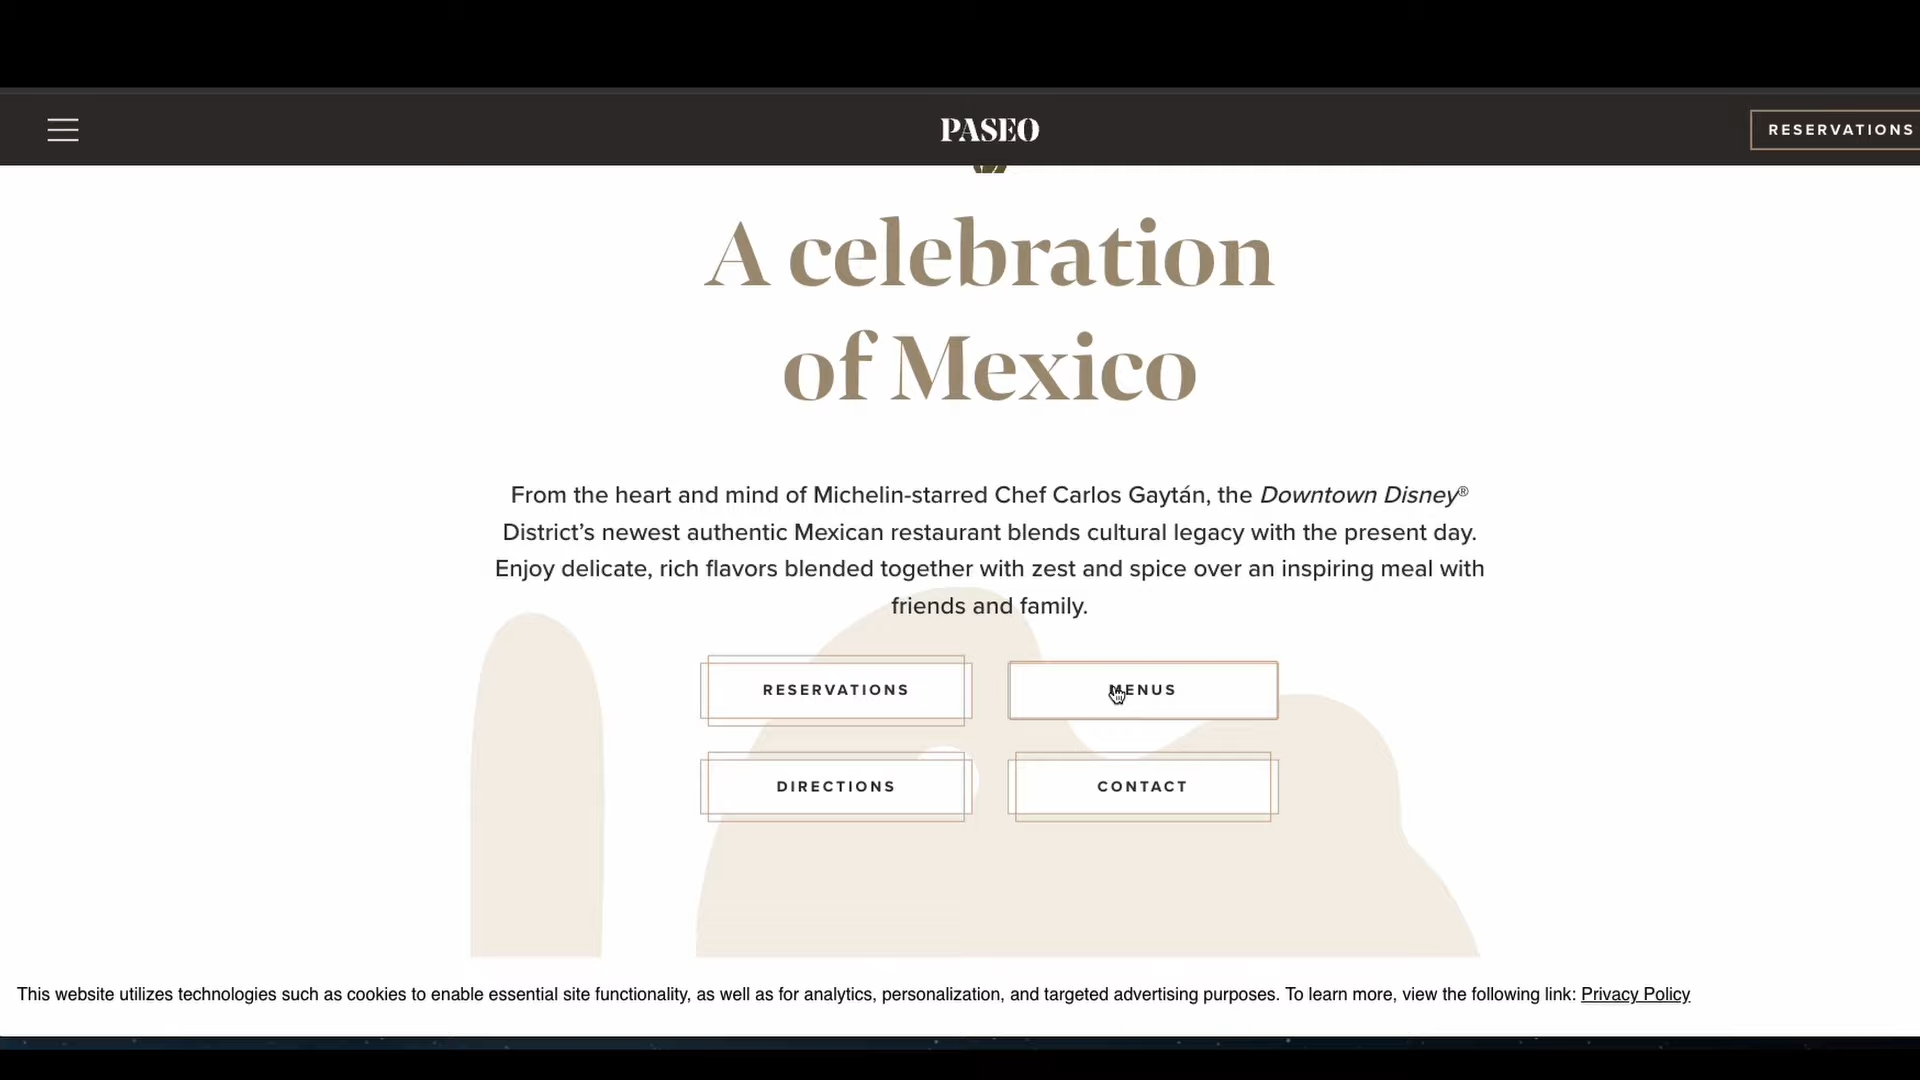 PASEO
RESERVATIONS
A celebration
of Mexico
From the heart and mind of Michelin-starred Chef Carlos Gaytán, the Downtown Disney®
District’s newest authentic Mexican restaurant blends cultural legacy with the present day.
Enjoy delicate, rich flavors blended together with zest and spice over an inspiring meal with
friends and family.
RESERVATIONS
MENUS
DIRECTIONS
CONTACT
This website utilizes technologies such as cookies to enable essential site functionality, as well as for analytics, personalization, and targeted advertising purposes. To learn more, view the following link: Privacy Policy